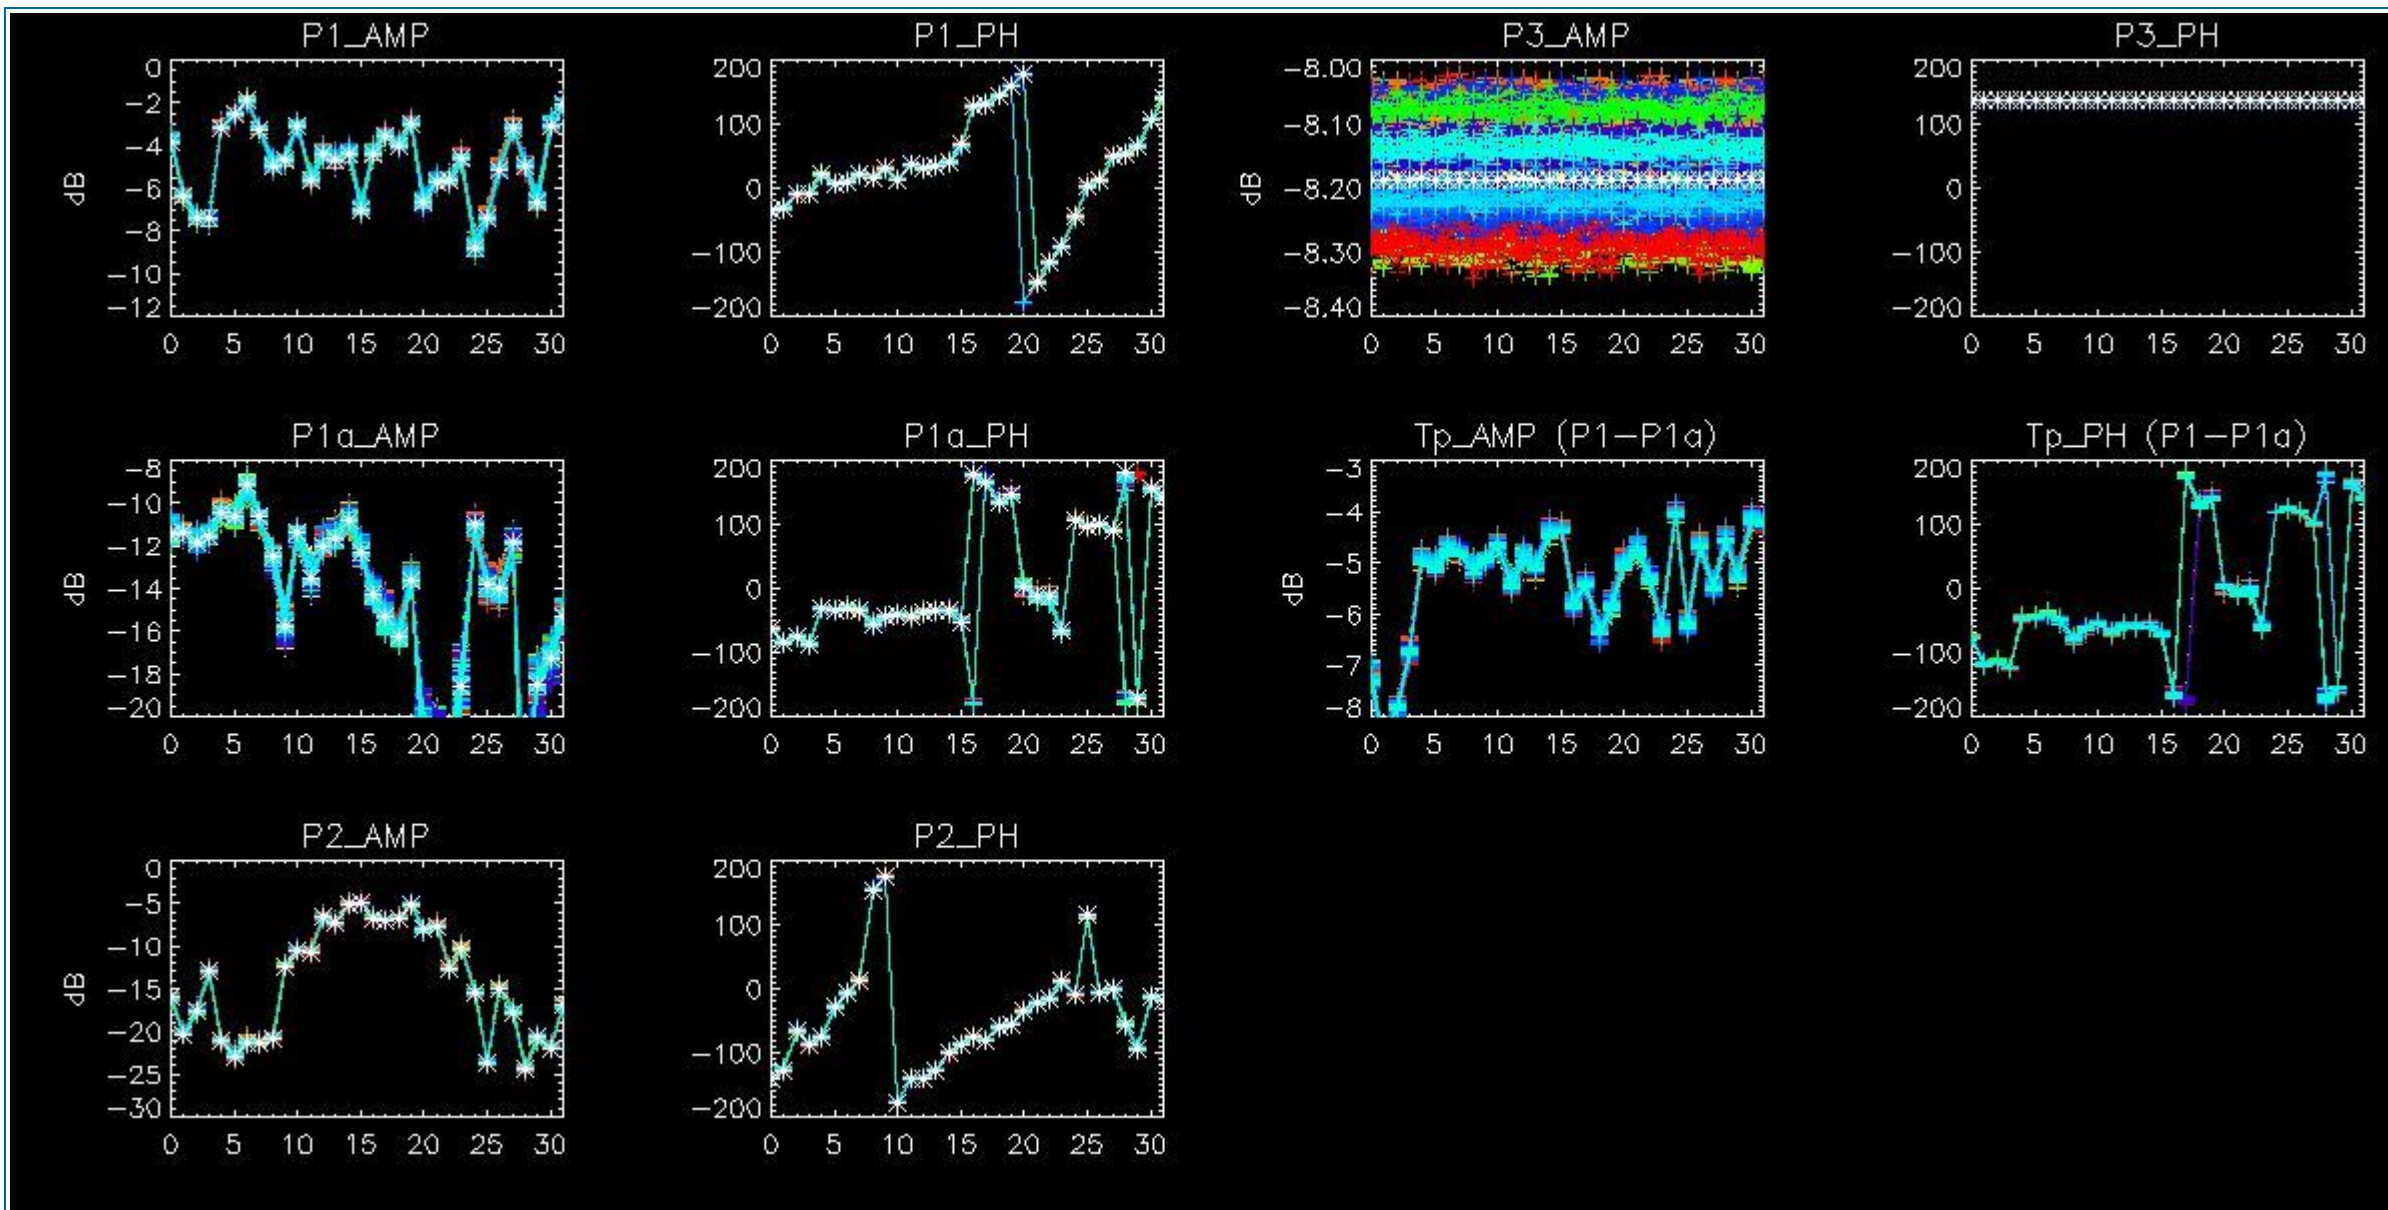 P1_AMP P1_PH P3_AMP P3_PH
0 200 −8.00 200
−2
100 −8.10 100
−4
dB −6 0 dB −8.20 0
−8
−100 −8.30 −100
−10
−12 −200 −8.40 −200
0 5 10 15 20 25 30 0 5 10 15 20 25 30 0 5 10 15 20 25 30 0 5 10 15 20 25 30
P1a_AMP P1a_PH Tp_AMP (P1−P1a) Tp_PH (P1−P1a)
−8 200 −3 200
−10 100 −4 100
−12
dB −14 0 dB −5 0
−16 −6
−100 −100
−18 −7
−20 −200 −8 −200
0 5 10 15 20 25 30 0 5 10 15 20 25 30 0 5 10 15 20 25 30 0 5 10 15 20 25 30
P2_AMP P2_PH
0 200
−5 100
−10
dB −15 0
−20 −100
−25
−30 −200
0 5 10 15 20 25 30 0 5 10 15 20 25 30